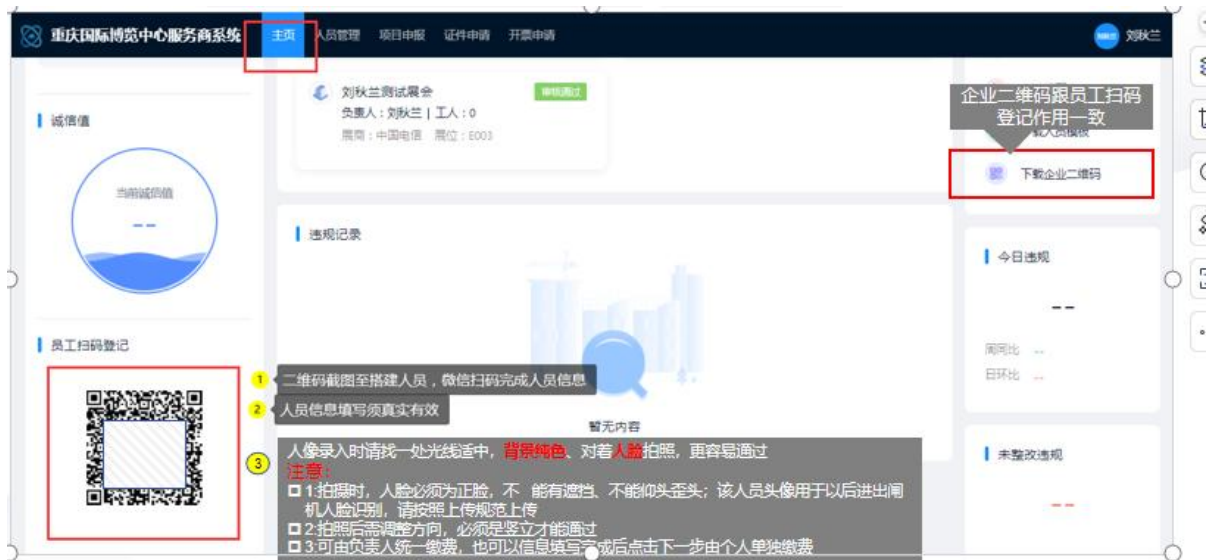 重庆国际博览中心服务商系统 主页 人员管理 项目申报 证件申请 开票申请 刘秋兰
刘秋兰测试展会 审核通过
负责人：刘秋兰 | 工人：0
展商：中国电信 展位：E003
诚信值
当前诚信值
--
企业二维码跟员工扫码
登记作用一致
下载人员模板
下载企业二维码
违规记录
暂无内容
今日违规
--
周同比 --
日环比 --
未整改违规
--
员工扫码登记
1 二维码截图至搭建人员，微信扫码完成人员信息
2 人员信息填写须真实有效
3 人像录入时请找一处光线适中，背景纯色、对着人脸拍照，更容易通过
注意：
1:拍摄时，人脸必须为正脸，不 能有遮挡、不能仰头歪头；该人员头像用于以后进出闸
机人脸识别，请按照上传规范上传
2:拍照后需调整方向，必须是竖立才能通过
3:可由负责人统一缴费，也可以信息填写完成后点击下一步由个人单独缴费